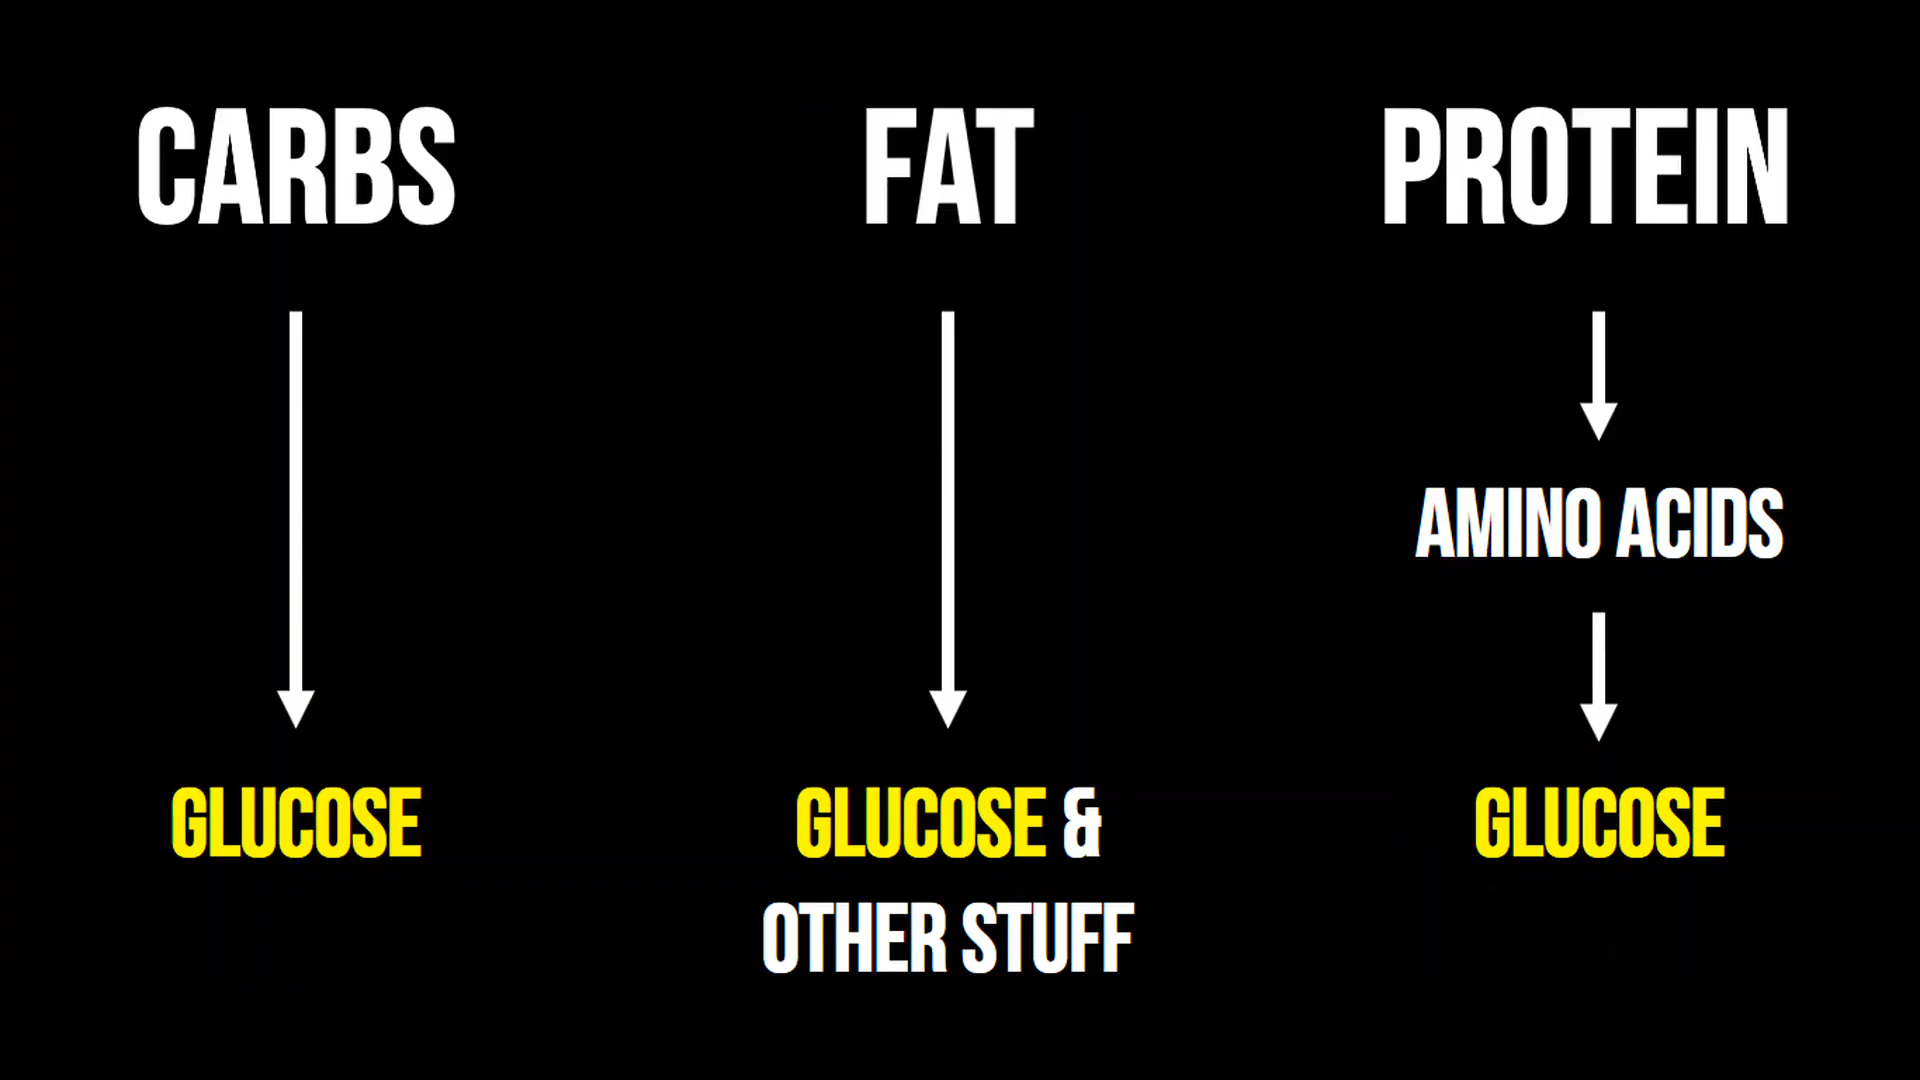 CARBS
FAT
PROTEIN
AMINO ACIDS
GLUCOSE
GLUCOSE &
OTHER STUFF
GLUCOSE